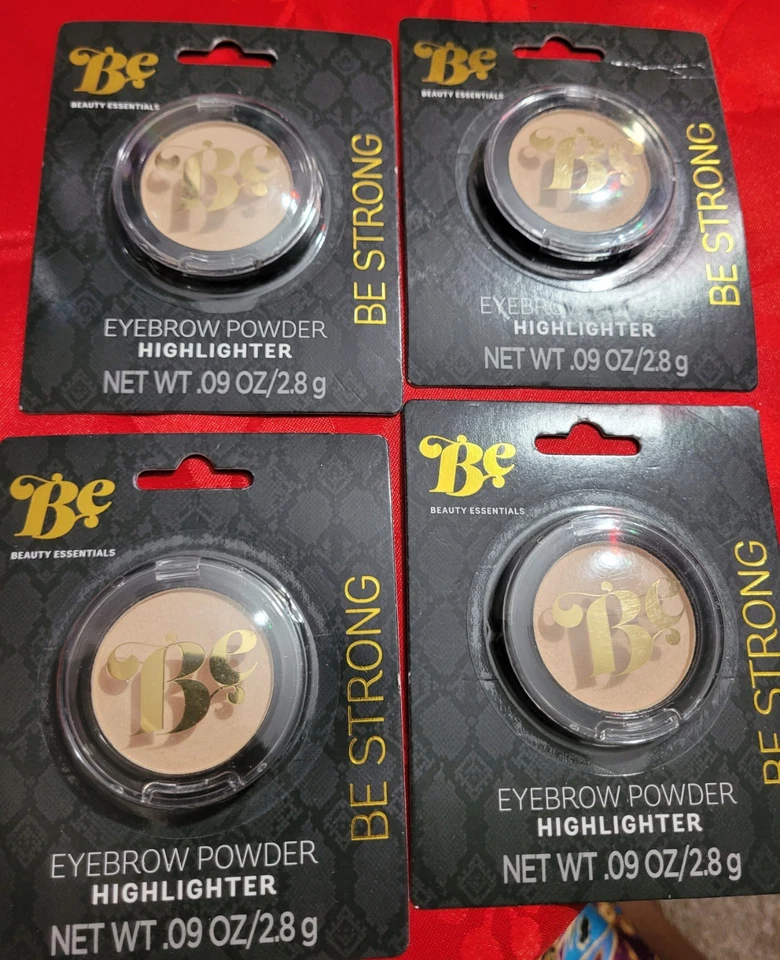 Be
BEAUTY ESSENTIALS
Be
BE STRONG
EYEBROW POWDER
HIGHLIGHTER
NET WT .09 OZ/2.8 g
Be
BEAUTY ESSENTIALS
Be
BE STRONG
EYEBROW POWDER
HIGHLIGHTER
NET WT .09 OZ/2.8 g
Be
BEAUTY ESSENTIALS
Be
BE STRONG
EYEBROW POWDER
HIGHLIGHTER
NET WT .09 OZ/2.8 g
Be
BEAUTY ESSENTIALS
Be
BE STRONG
EYEBROW POWDER
HIGHLIGHTER
NET WT .09 OZ/2.8 g